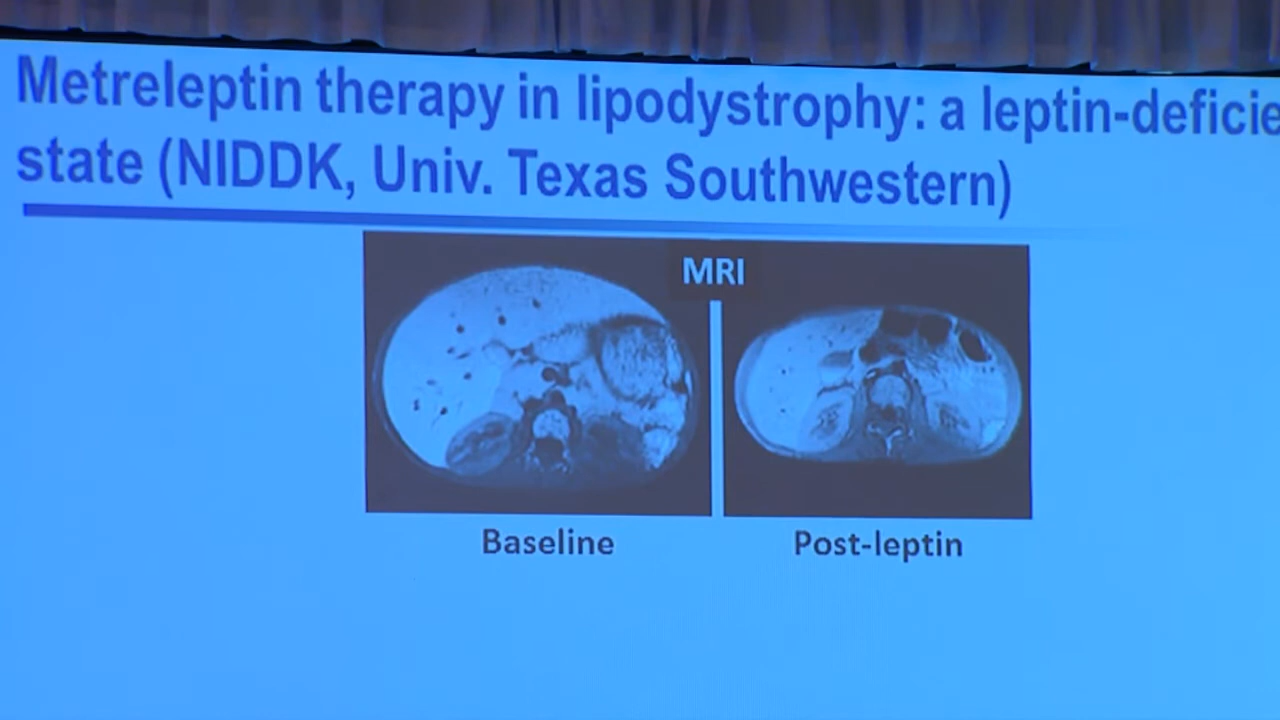 Metreleptin therapy in lipodystrophy: a leptin-deficie
state (NIDDK, Univ. Texas Southwestern)
MRI
Baseline
Post-leptin